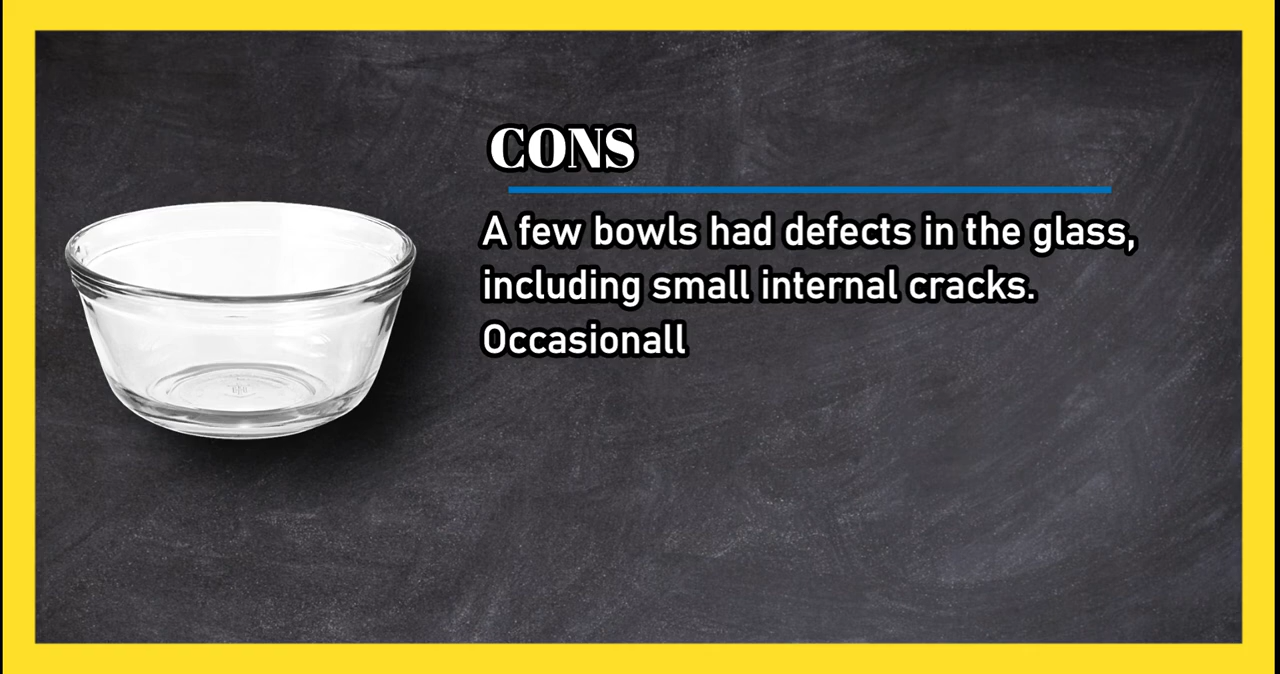 CONS
A few bowls had defects in the glass,
including small internal cracks.
Occasionall